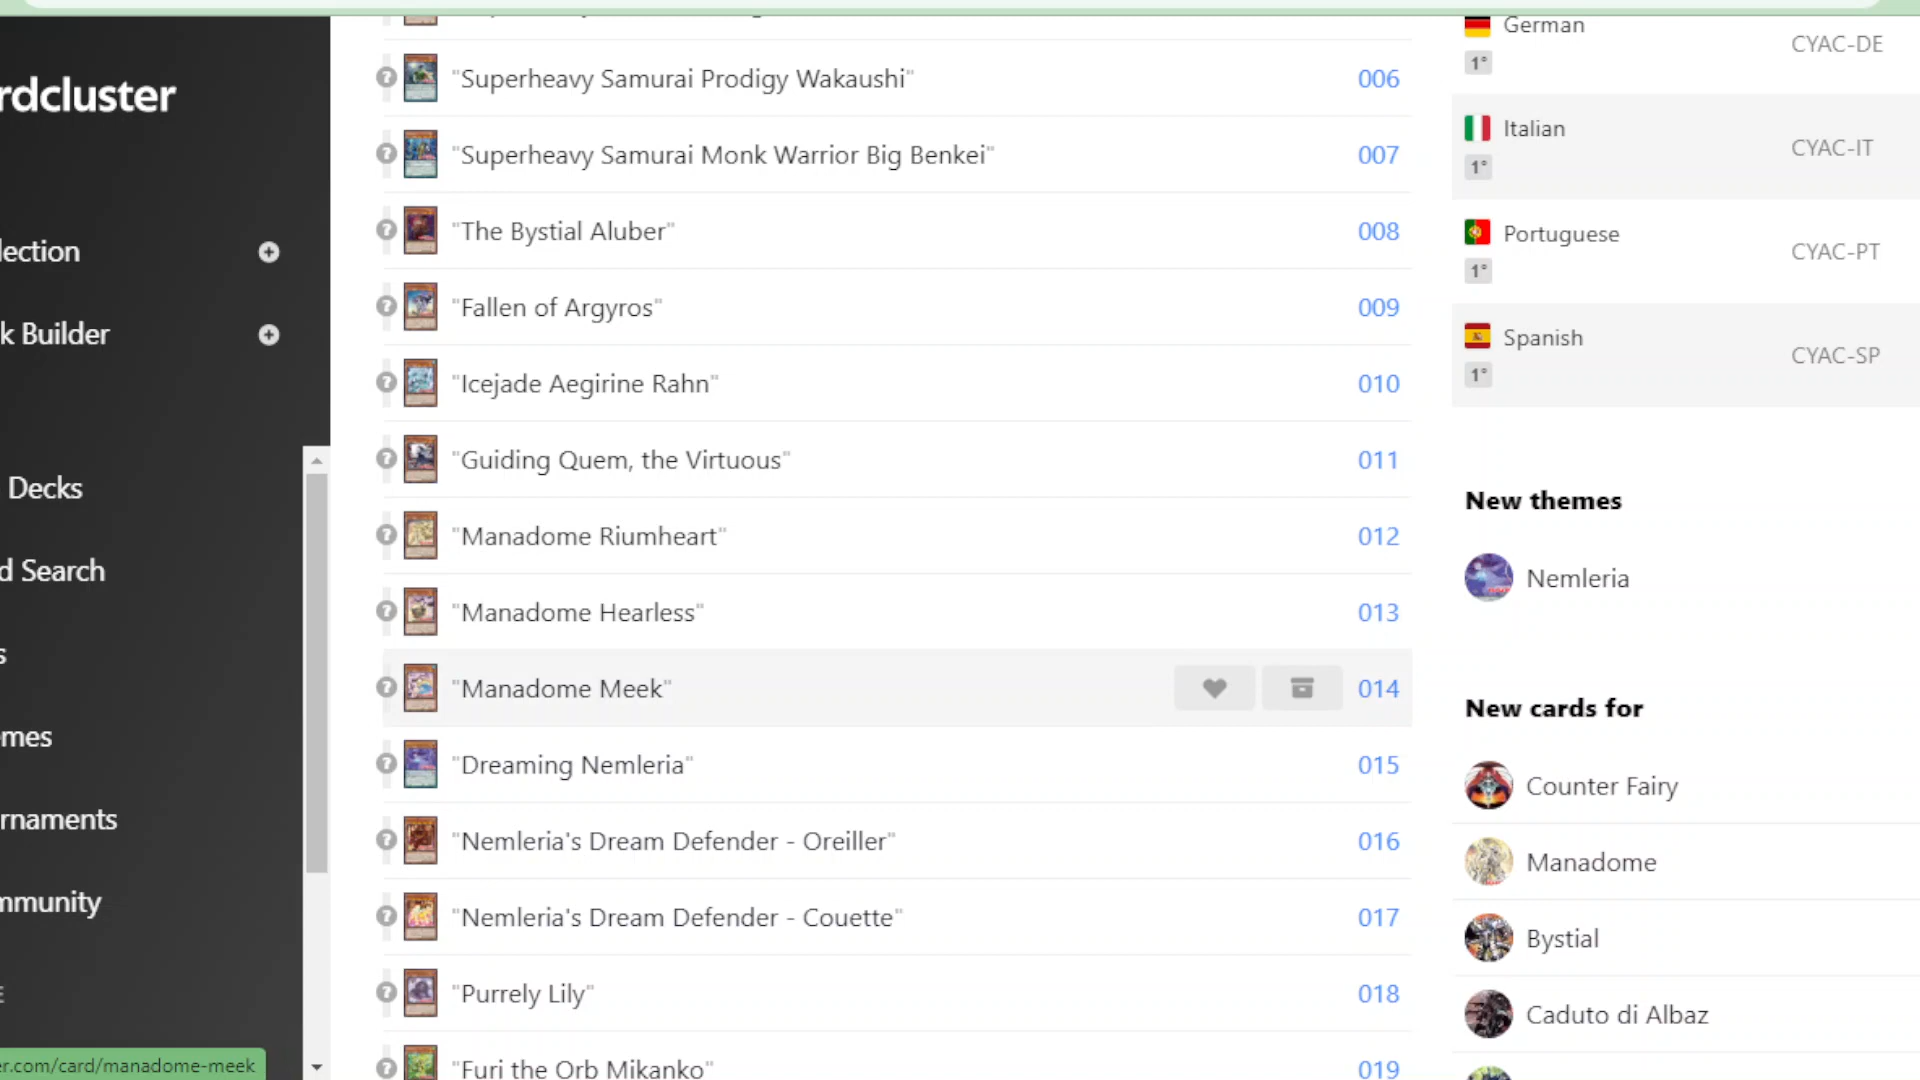 rdcluster
lection
k Builder
Decks
d Search
s
mes
rnaments
mmunity
E
er.com/card/manadome-meek
"Superheavy Samurai Prodigy Wakaushi" 006
"Superheavy Samurai Monk Warrior Big Benkei" 007
"The Bystial Aluber" 008
"Fallen of Argyros" 009
"Icejade Aegirine Rahn" 010
"Guiding Quem, the Virtuous" 011
"Manadome Riumheart" 012
"Manadome Hearless" 013
"Manadome Meek" 014
"Dreaming Nemleria" 015
"Nemleria's Dream Defender - Oreiller" 016
"Nemleria's Dream Defender - Couette" 017
"Purrely Lily" 018
"Furi the Orb Mikanko" 019
German CYAC-DE
1°
Italian CYAC-IT
1°
Portuguese CYAC-PT
1°
Spanish CYAC-SP
1°
New themes
Nemleria
New cards for
Counter Fairy
Manadome
Bystial
Caduto di Albaz